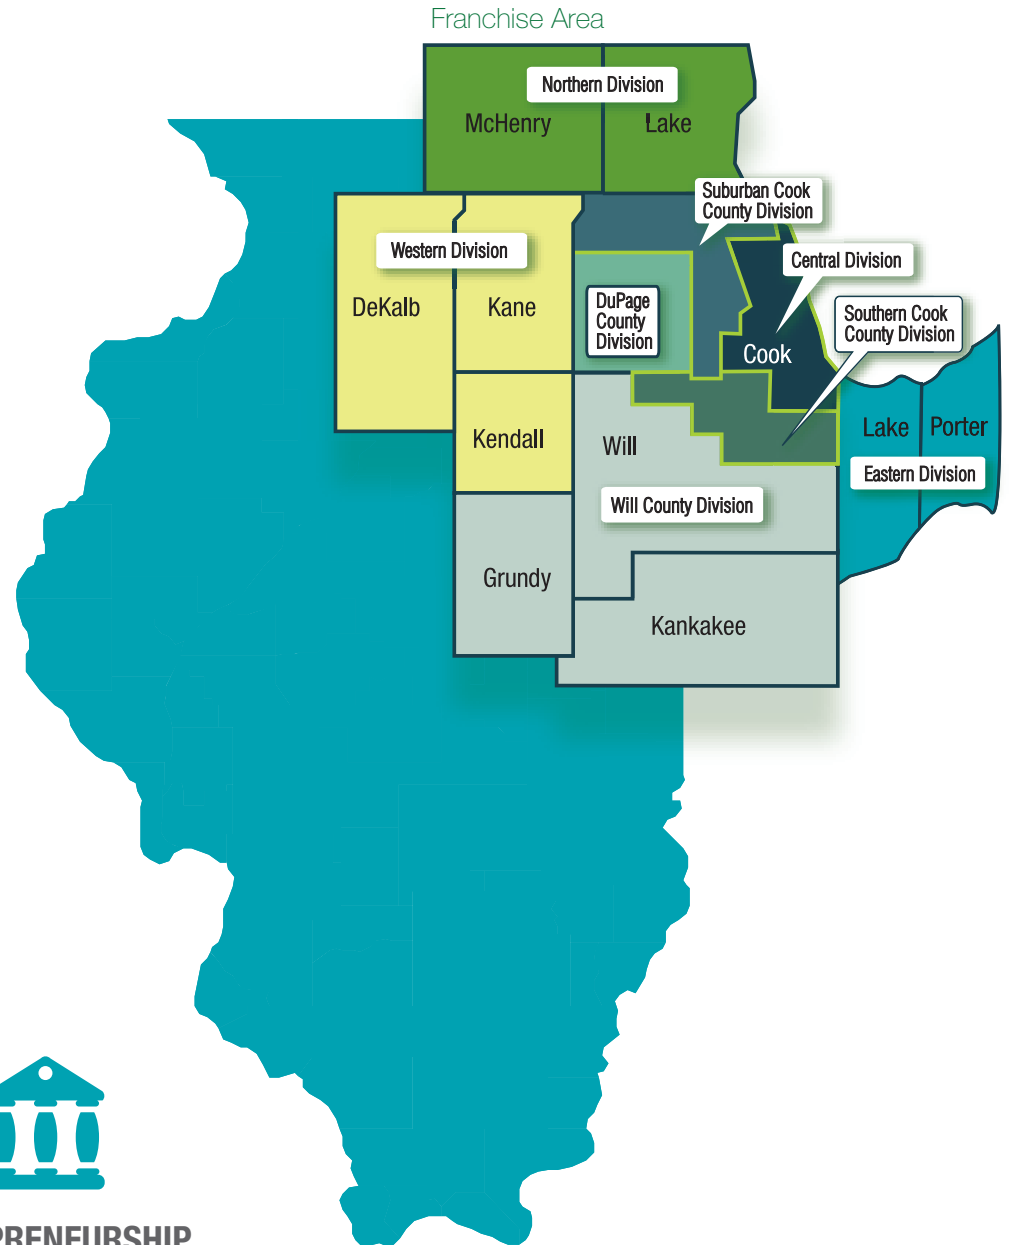 Franchise Area
Northern Division
McHenry
Lake
Suburban Cook
County Division
Western Division
Central Division
DeKalb
Kane
DuPage
County
Division
Southern Cook
County Division
Cook
Kendall
Will
Lake
Porter
Eastern Division
Will County Division
Grundy
Kankakee
PRENEURSHIP